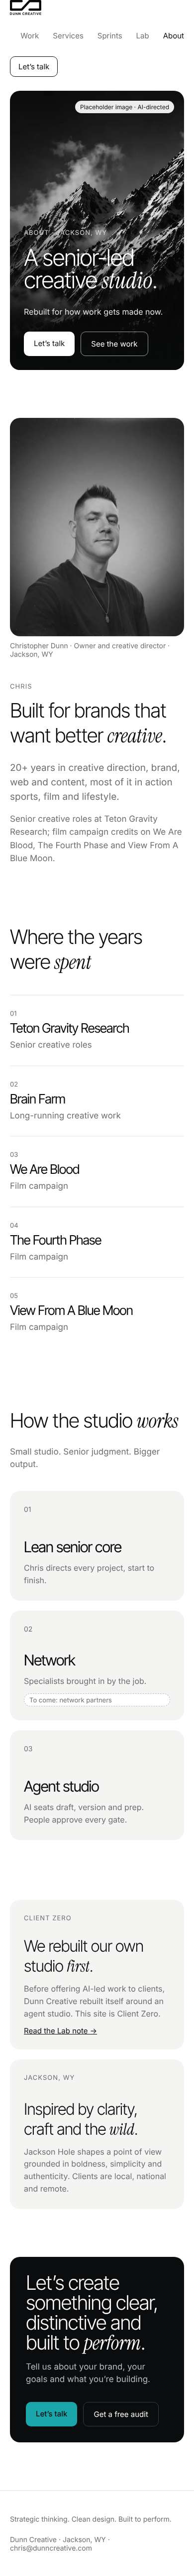 DUNN CREATIVE
Work Services Sprints Lab About
Let's talk
Placeholder image · AI-directed
ABOUT · JACKSON, WY
A senior-led
creative studio.
Rebuilt for how work gets made now.
Let's talk See the work
Christopher Dunn · Owner and creative director ·
Jackson, WY
CHRIS
Built for brands that
want better creative.
20+ years in creative direction, brand,
web and content, most of it in action
sports, film and lifestyle.
Senior creative roles at Teton Gravity
Research; film campaign credits on We Are
Blood, The Fourth Phase and View From A
Blue Moon.
Where the years
were spent
01
Teton Gravity Research
Senior creative roles
02
Brain Farm
Long-running creative work
03
We Are Blood
Film campaign
04
The Fourth Phase
Film campaign
05
View From A Blue Moon
Film campaign
How the studio works
Small studio. Senior judgment. Bigger
output.
01
Lean senior core
Chris directs every project, start to
finish.
02
Network
Specialists brought in by the job.
To come: network partners
03
Agent studio
AI seats draft, version and prep.
People approve every gate.
CLIENT ZERO
We rebuilt our own
studio first.
Before offering AI-led work to clients,
Dunn Creative rebuilt itself around an
agent studio. This site is Client Zero.
Read the Lab note →
JACKSON, WY
Inspired by clarity,
craft and the wild.
Jackson Hole shapes a point of view
grounded in boldness, simplicity and
authenticity. Clients are local, national
and remote.
Let's create
something clear,
distinctive and
built to perform.
Tell us about your brand, your
goals and what you're building.
Let's talk Get a free audit
Strategic thinking. Clean design. Built to perform.
Dunn Creative · Jackson, WY ·
chris@dunncreative.com